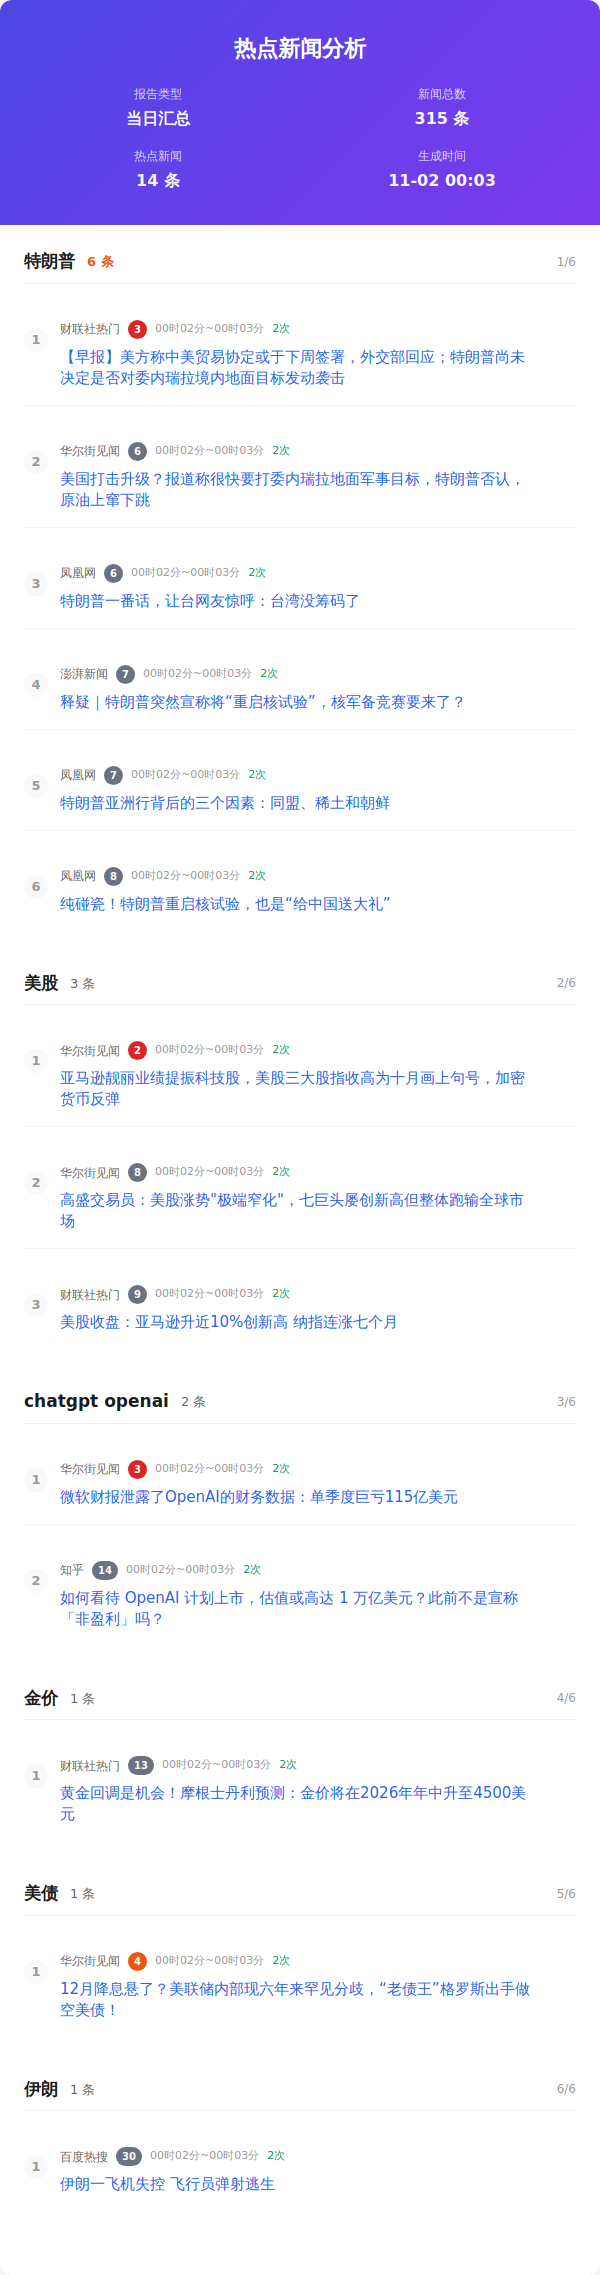 热点新闻分析
报告类型 新闻总数
当日汇总 315 条
热点新闻 生成时间
14 条 11-02 00:03
特朗普 6 条 1/6
1 财联社热门 3 00时02分~00时03分 2次
【早报】美方称中美贸易协定或于下周签署，外交部回应；特朗普尚未
决定是否对委内瑞拉境内地面目标发动袭击
2 华尔街见闻 6 00时02分~00时03分 2次
美国打击升级？报道称很快要打委内瑞拉地面军事目标，特朗普否认，
原油上窜下跳
3 凤凰网 6 00时02分~00时03分 2次
特朗普一番话，让台网友惊呼：台湾没筹码了
4 澎湃新闻 7 00时02分~00时03分 2次
释疑｜特朗普突然宣称将“重启核试验”，核军备竞赛要来了？
5 凤凰网 7 00时02分~00时03分 2次
特朗普亚洲行背后的三个因素：同盟、稀土和朝鲜
6 凤凰网 8 00时02分~00时03分 2次
纯碰瓷！特朗普重启核试验，也是“给中国送大礼”
美股 3 条 2/6
1 华尔街见闻 2 00时02分~00时03分 2次
亚马逊靓丽业绩提振科技股，美股三大股指收高为十月画上句号，加密
货币反弹
2 华尔街见闻 8 00时02分~00时03分 2次
高盛交易员：美股涨势"极端窄化"，七巨头屡创新高但整体跑输全球市
场
3 财联社热门 9 00时02分~00时03分 2次
美股收盘：亚马逊升近10%创新高 纳指连涨七个月
chatgpt openai 2 条 3/6
1 华尔街见闻 3 00时02分~00时03分 2次
微软财报泄露了OpenAI的财务数据：单季度巨亏115亿美元
2 知乎 14 00时02分~00时03分 2次
如何看待 OpenAI 计划上市，估值或高达 1 万亿美元？此前不是宣称
「非盈利」吗？
金价 1 条 4/6
1 财联社热门 13 00时02分~00时03分 2次
黄金回调是机会！摩根士丹利预测：金价将在2026年年中升至4500美
元
美债 1 条 5/6
1 华尔街见闻 4 00时02分~00时03分 2次
12月降息悬了？美联储内部现六年来罕见分歧，“老债王”格罗斯出手做
空美债！
伊朗 1 条 6/6
1 百度热搜 30 00时02分~00时03分 2次
伊朗一飞机失控 飞行员弹射逃生